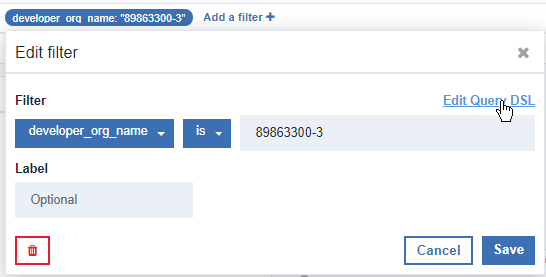 developer_org_name: "89863300-3" Add a filter +
Edit filter ×
Filter Edit Query DSL
developer_org_name is 89863300-3
Label
Optional
Cancel Save